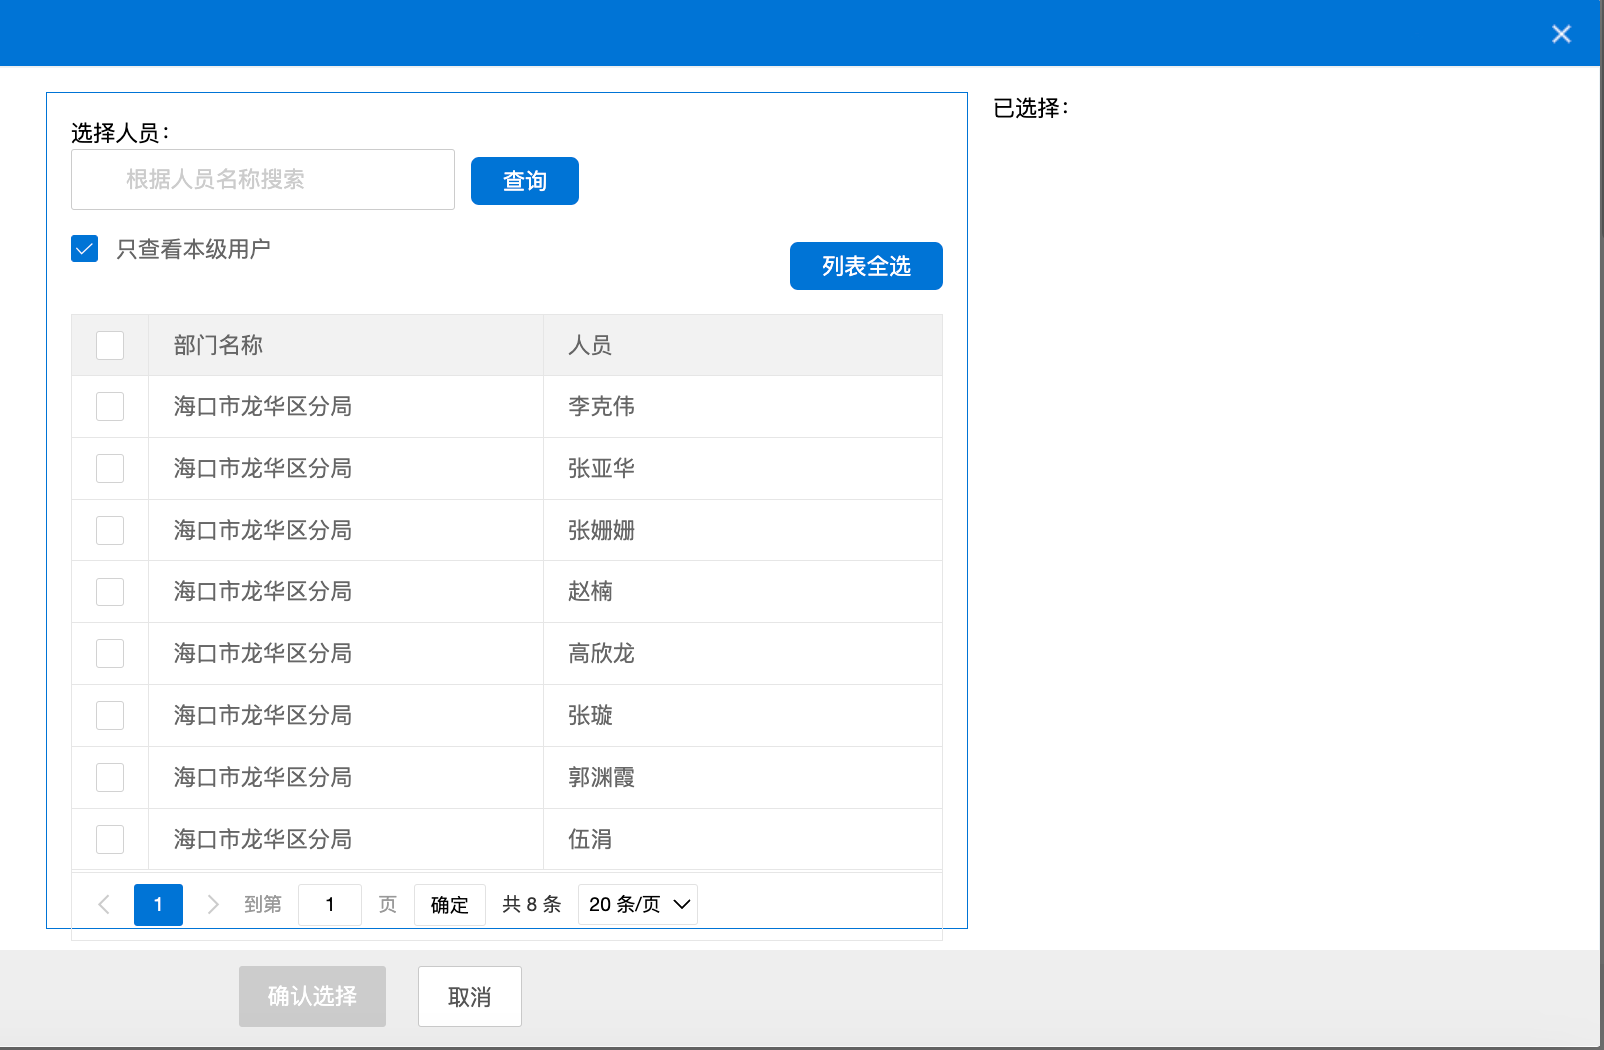 选择人员：
已选择：
根据人员名称搜索
查询
只查看本级用户
列表全选
部门名称 人员
海口市龙华区分局 李克伟
海口市龙华区分局 张亚华
海口市龙华区分局 张姗姗
海口市龙华区分局 赵楠
海口市龙华区分局 高欣龙
海口市龙华区分局 张璇
海口市龙华区分局 郭渊霞
海口市龙华区分局 伍涓
1 到第 1 页 确定 共 8 条 20 条/页
确认选择 取消